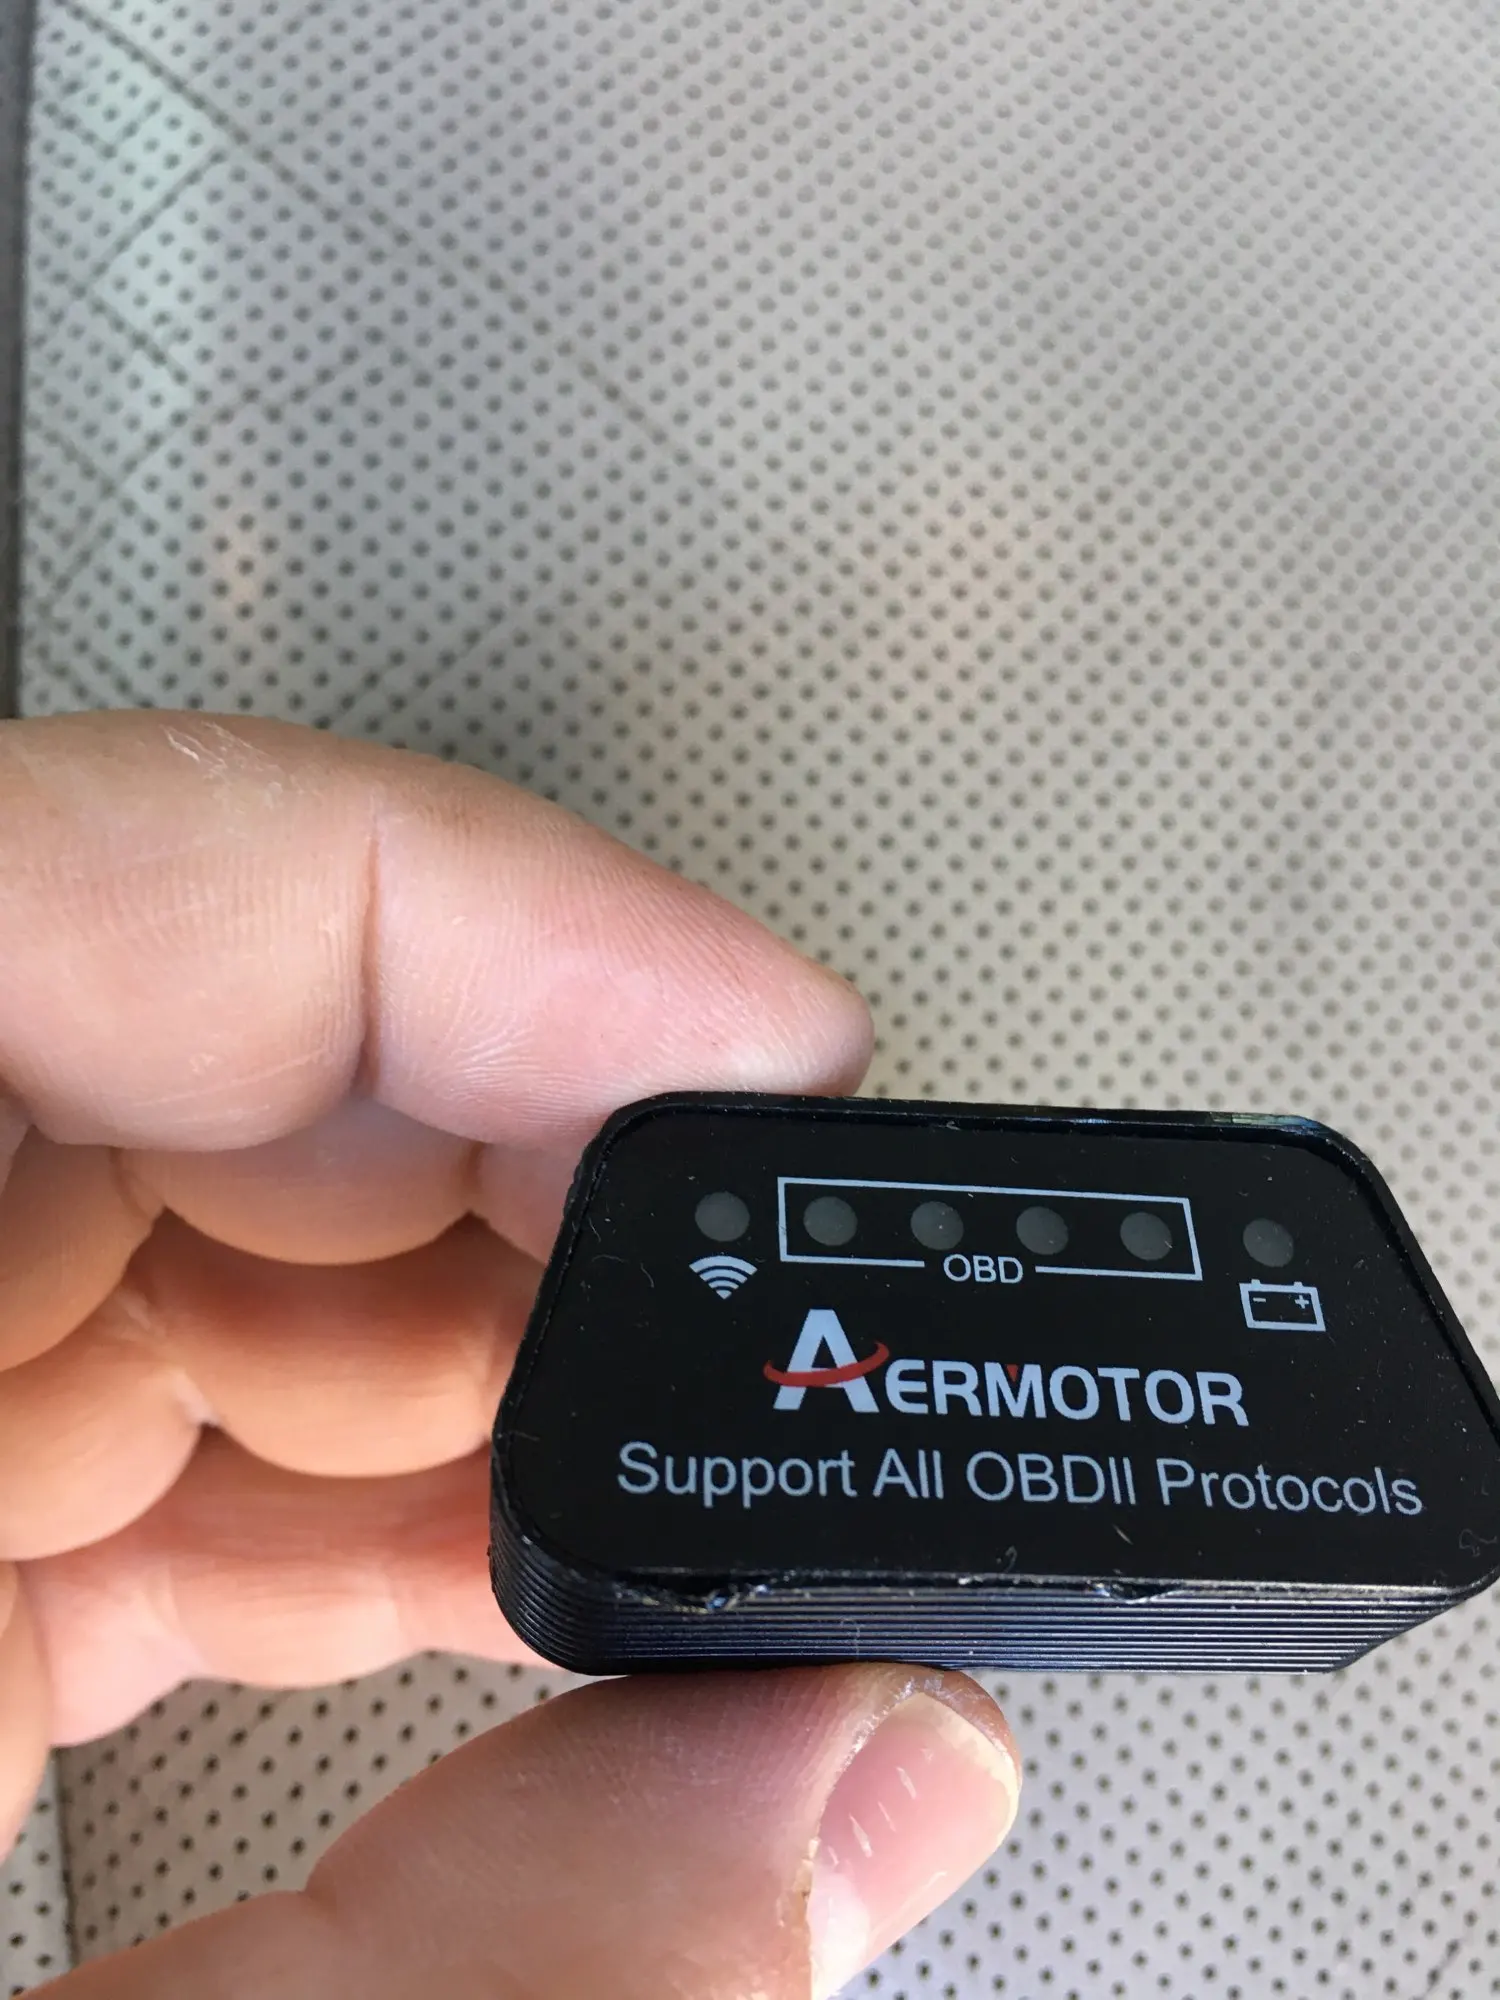 OBD
- +
AERMOTOR
Support All OBDII Protocols